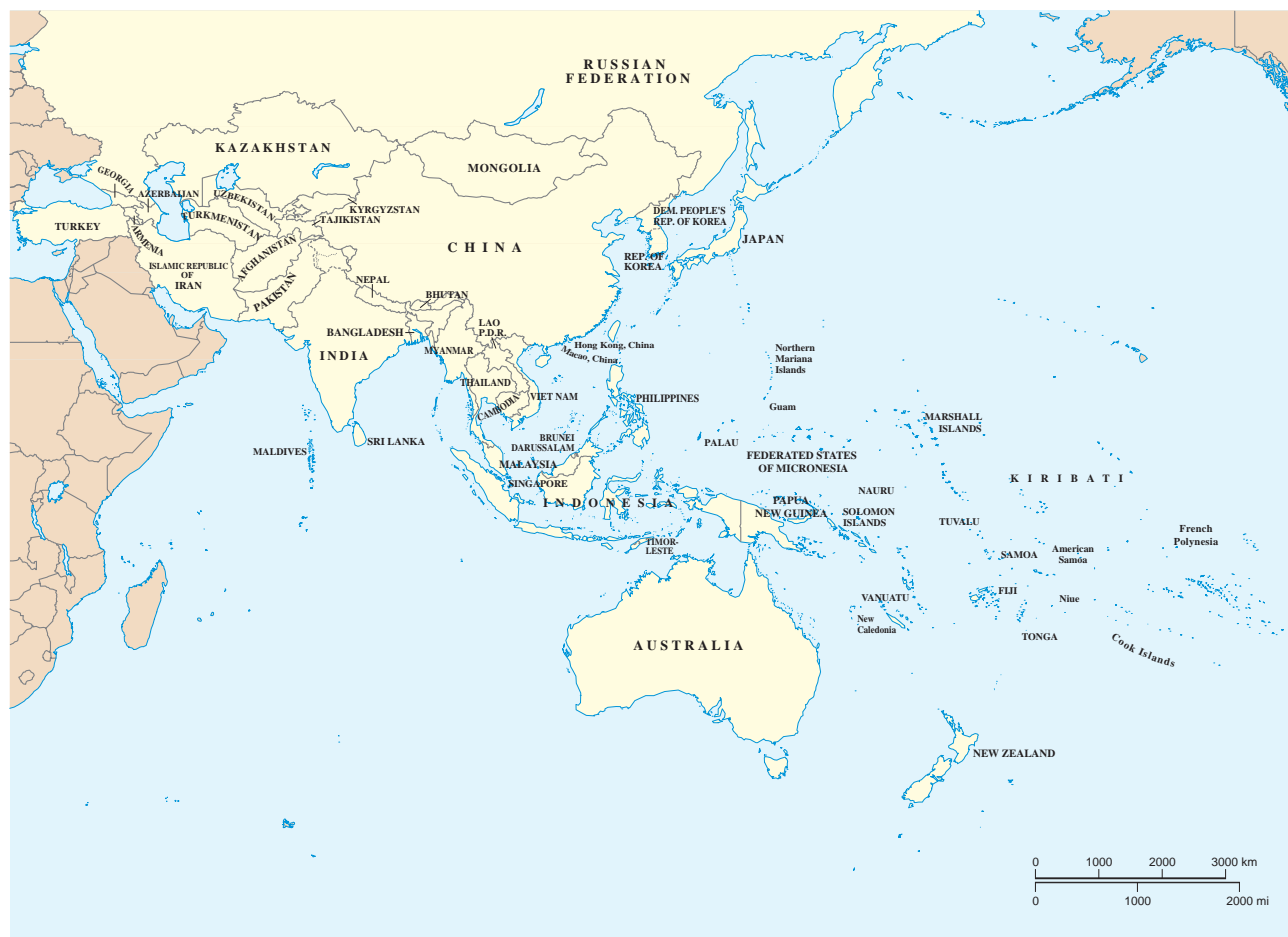 RUSSIAN
FEDERATION
KAZAKHSTAN
MONGOLIA
GEORGIA
AZERBAIJAN
UZBEKISTAN
KYRGYZSTAN
TURKMENISTAN
TAJIKISTAN
DEM. PEOPLE'S
REP. OF KOREA
TURKEY
ARMENIA
CHINA
JAPAN
AFGHANISTAN
ISLAMIC REPUBLIC
OF
IRAN
REP. OF
KOREA
PAKISTAN
NEPAL
BHUTAN
BANGLADESH
LAO
P.D.R.
INDIA
MYANMAR
Hong Kong, China
Macao, China
Northern
Mariana
Islands
THAILAND
CAMBODIA
VIET NAM
PHILIPPINES
Guam
MARSHALL
ISLANDS
SRI LANKA
MALDIVES
BRUNEI
DARUSSALAM
PALAU
FEDERATED STATES
OF MICRONESIA
MALAYSIA
SINGAPORE
KIRIBATI
INDONESIA
NAURU
PAPUA
NEW GUINEA
SOLOMON
ISLANDS
TUVALU
French
Polynesia
TIMOR-
LESTE
SAMOA
American
Samoa
VANUATU
FIJI
Niue
New
Caledonia
TONGA
Cook Islands
AUSTRALIA
NEW ZEALAND
0 1000 2000 3000 km
0 1000 2000 mi